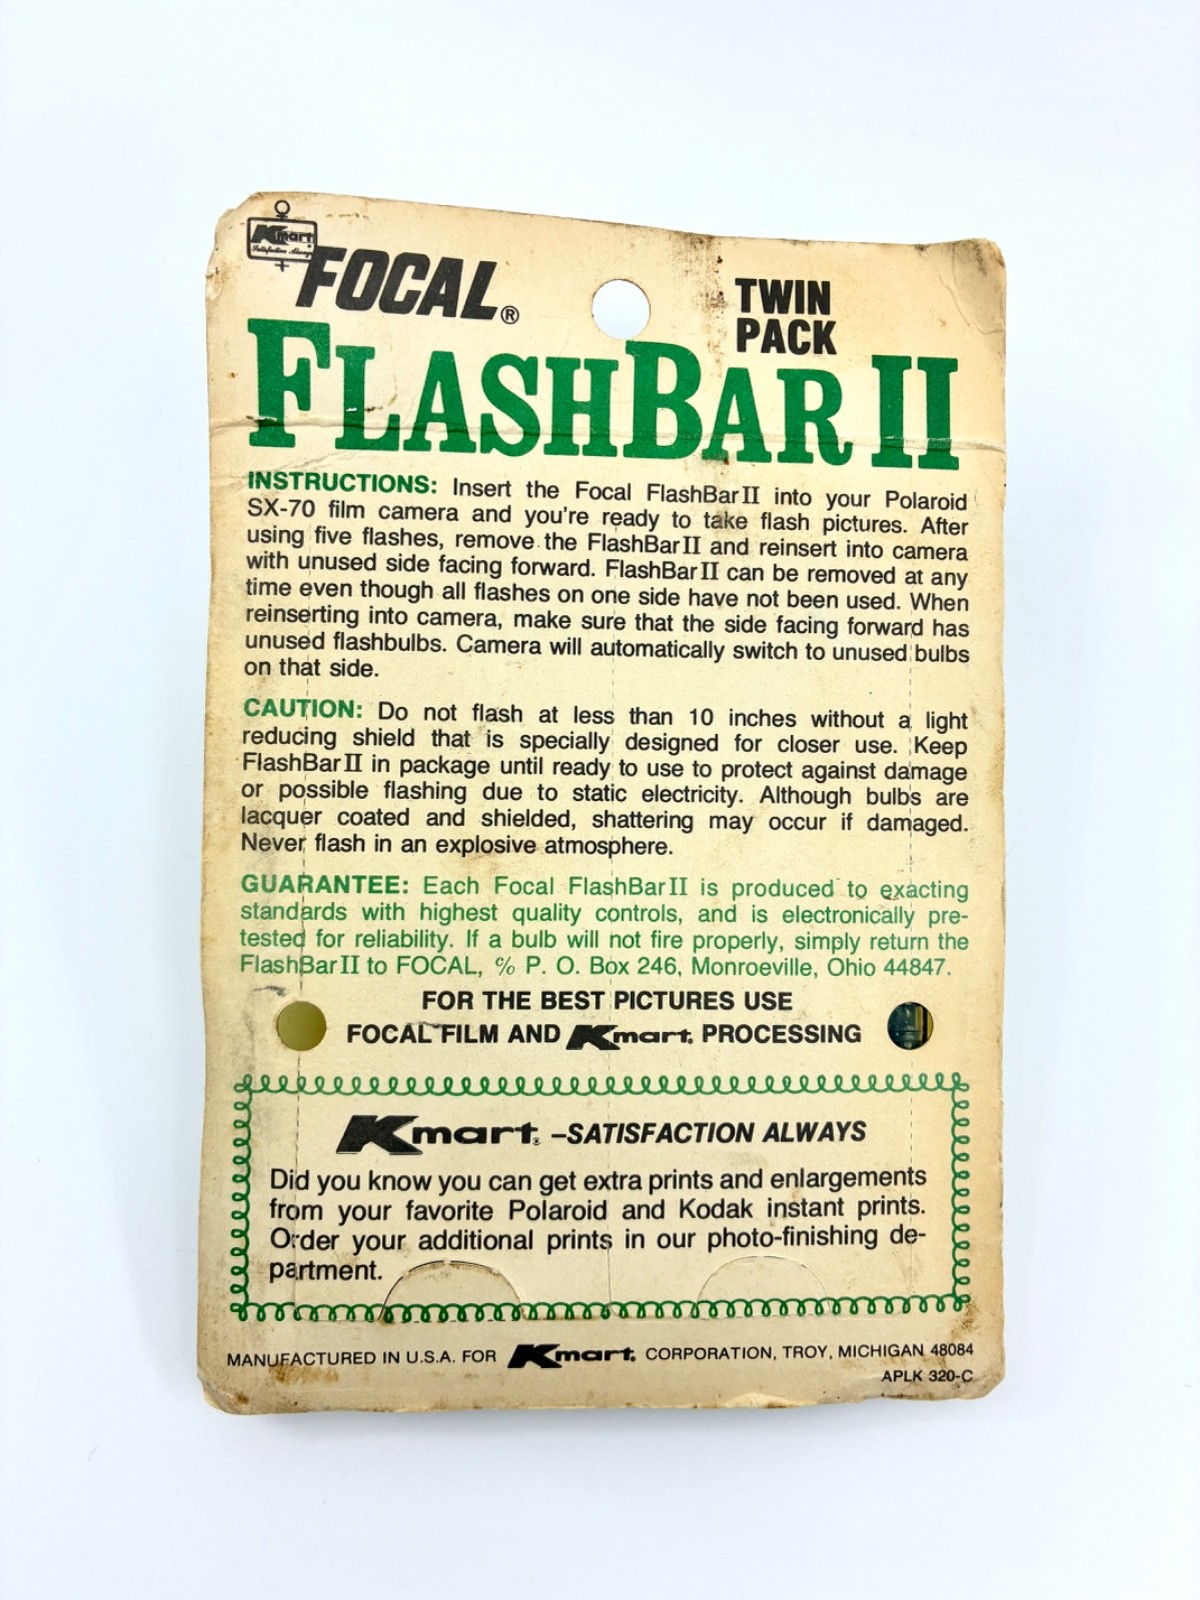 Kmart
Satisfaction Always
FOCAL®
TWIN
PACK
FLASHBAR II
INSTRUCTIONS: Insert the Focal FlashBar II into your Polaroid
SX-70 film camera and you're ready to take flash pictures. After
using five flashes, remove the FlashBar II and reinsert into camera
with unused side facing forward. FlashBar II can be removed at any
time even though all flashes on one side have not been used. When
reinserting into camera, make sure that the side facing forward has
unused flashbulbs. Camera will automatically switch to unused bulbs
on that side.
CAUTION: Do not flash at less than 10 inches without a light
reducing shield that is specially designed for closer use. Keep
FlashBar II in package until ready to use to protect against damage
or possible flashing due to static electricity. Although bulbs are
lacquer coated and shielded, shattering may occur if damaged.
Never flash in an explosive atmosphere.
GUARANTEE: Each Focal FlashBar II is produced to exacting
standards with highest quality controls, and is electronically pre-
tested for reliability. If a bulb will not fire properly, simply return the
FlashBar II to FOCAL, % P. O. Box 246, Monroeville, Ohio 44847.
FOR THE BEST PICTURES USE
FOCAL FILM AND Kmart® PROCESSING
Kmart® –SATISFACTION ALWAYS
Did you know you can get extra prints and enlargements
from your favorite Polaroid and Kodak instant prints.
Order your additional prints in our photo-finishing de-
partment.
MANUFACTURED IN U.S.A. FOR Kmart® CORPORATION, TROY, MICHIGAN 48084
APLK 320-C